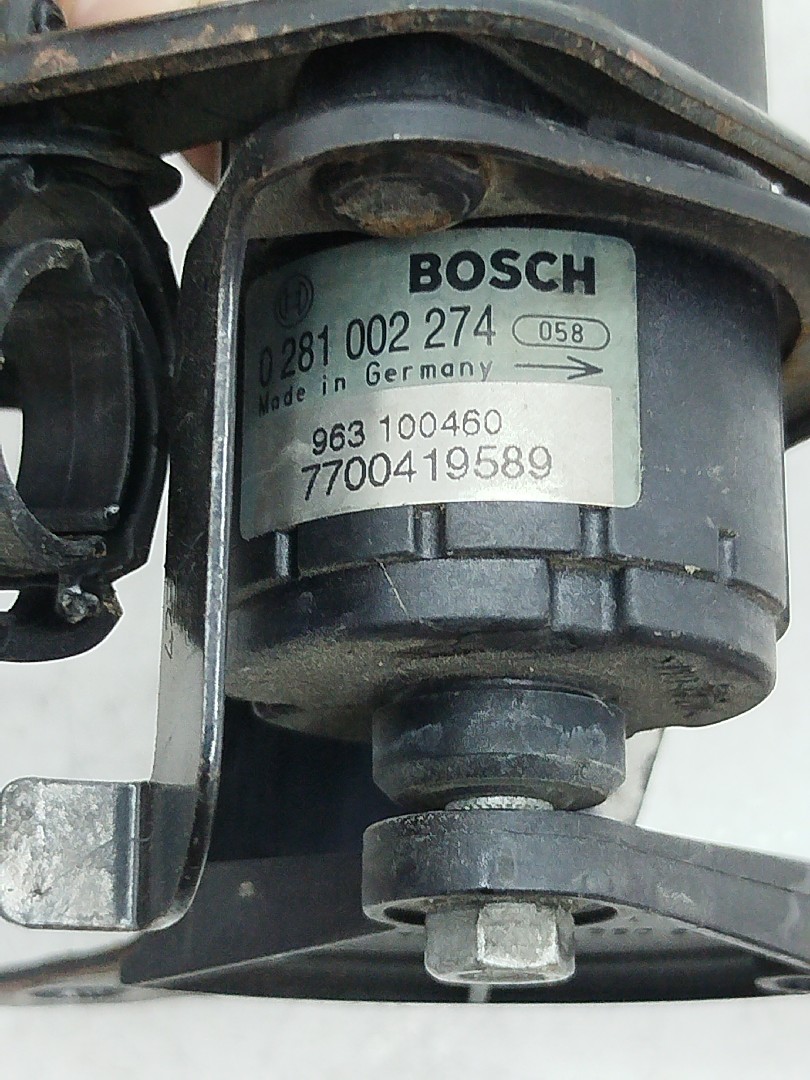 BOSCH
0 281 002 274 058
Made in Germany
963 100460
7700419589